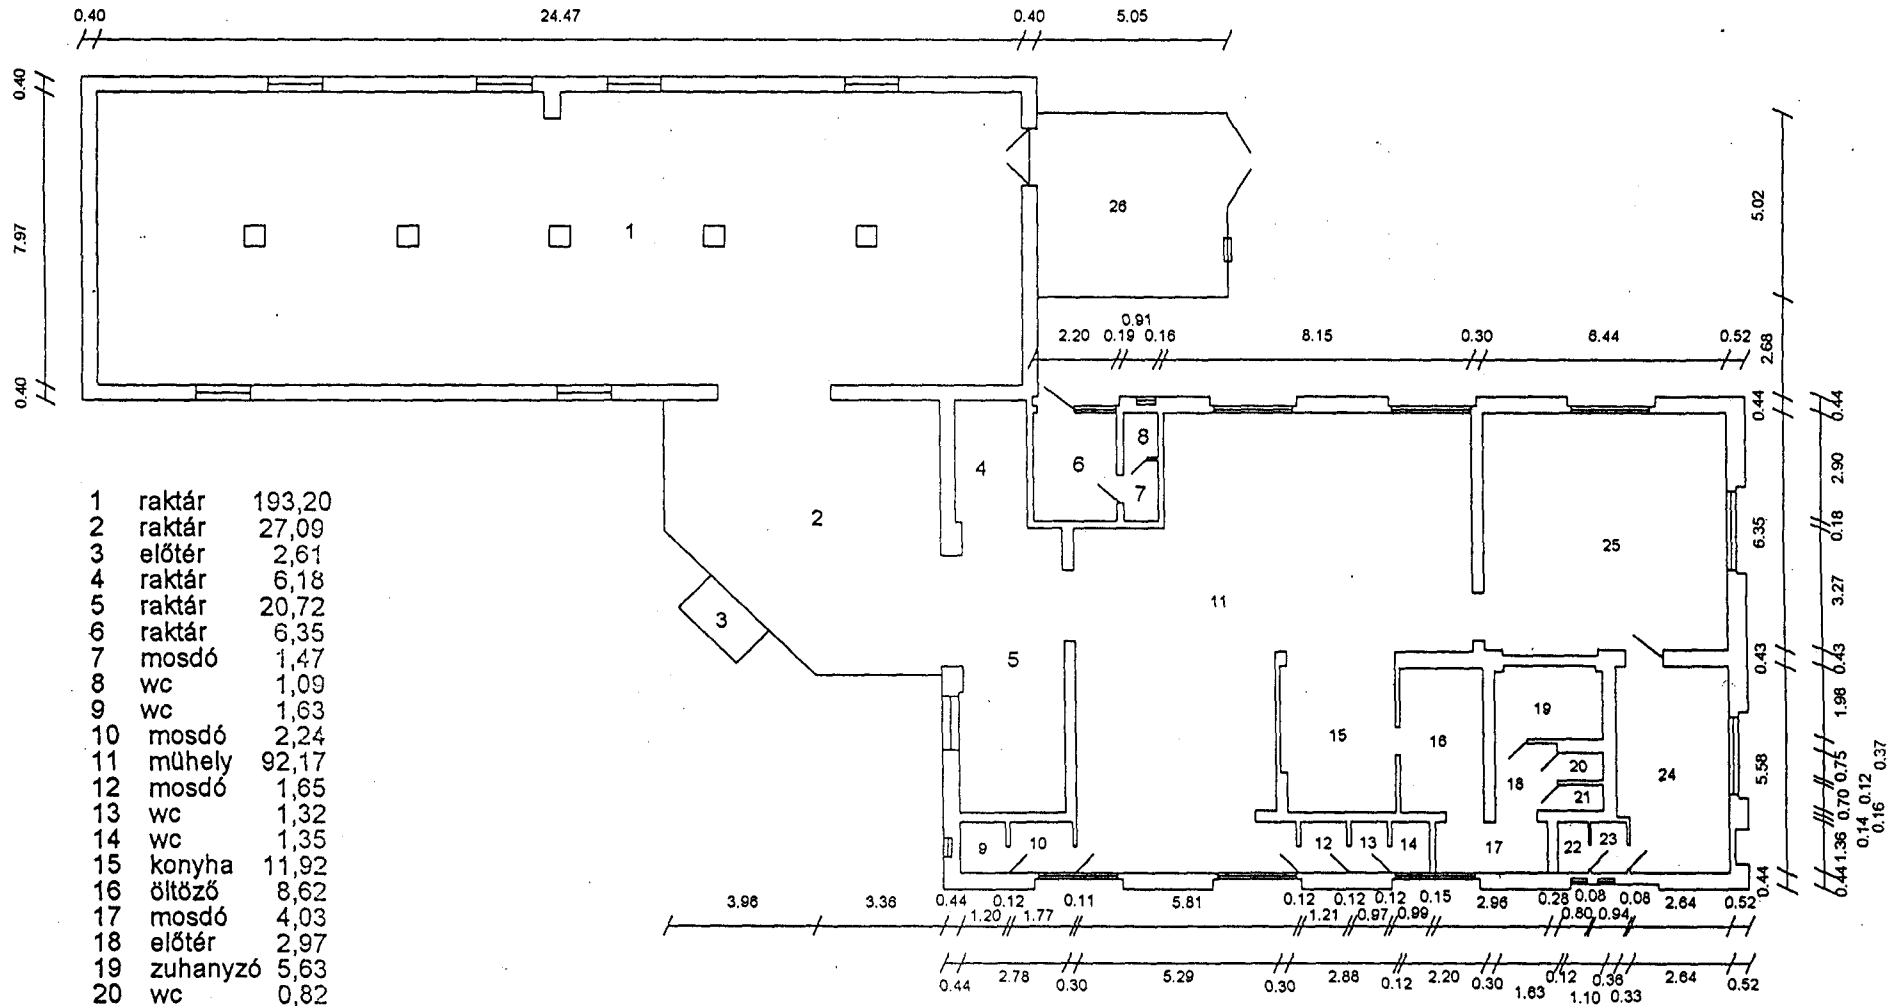 0.40 24.47 0.40 5.05
0.40
7.97
0.40
1
26
5.02
2.68
0.91
2.20 0.19 0.16 8.15 0.30 6.44 0.52
0.44 0.44
8
4 6
7
2.90
2
0.18
6.35
25
3.27
11
3
5
0.43 0.43
1.98
19
15 16
20
18
24
21
5.58
0.75
0.70
0.12
0.37
0.14
0.16
9 10 12 13 14 17 22 23
1.36
0.44 0.44
1 raktár 193,20
2 raktár 27,09
3 előtér 2,61
4 raktár 6,18
5 raktár 20,72
6 raktár 6,35
7 mosdó 1,47
8 wc 1,09
9 wc 1,63
10 mosdó 2,24
11 műhely 92,17
12 mosdó 1,65
13 wc 1,32
14 wc 1,35
15 konyha 11,92
16 öltöző 8,62
17 mosdó 4,03
18 előtér 2,97
19 zuhanyzó 5,63
20 wc 0,82
3.96 3.36 0.44 0.12 0.11 5.81 0.12 0.12 0.12 0.15 2.96 0.28 0.08 0.08 2.64 0.52
1.20 1.77 1.21 0.97 0.99 0.80 0.94
0.44 2.78 0.30 5.29 0.30 2.88 0.12 2.20 0.30 1.63 0.12 1.10 0.36 0.33 2.64 0.52